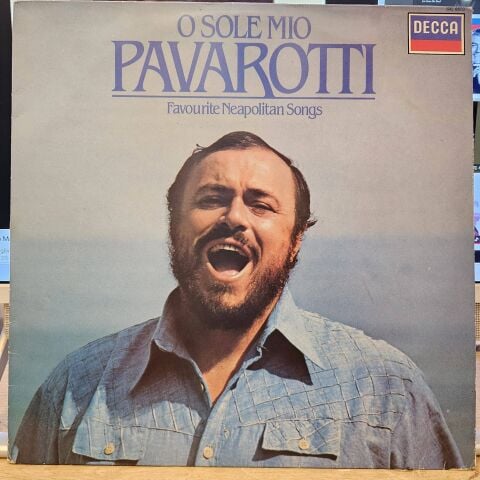 O SOLE MIO
DECCA
PAVAROTTI
Favourite Neapolitan Songs